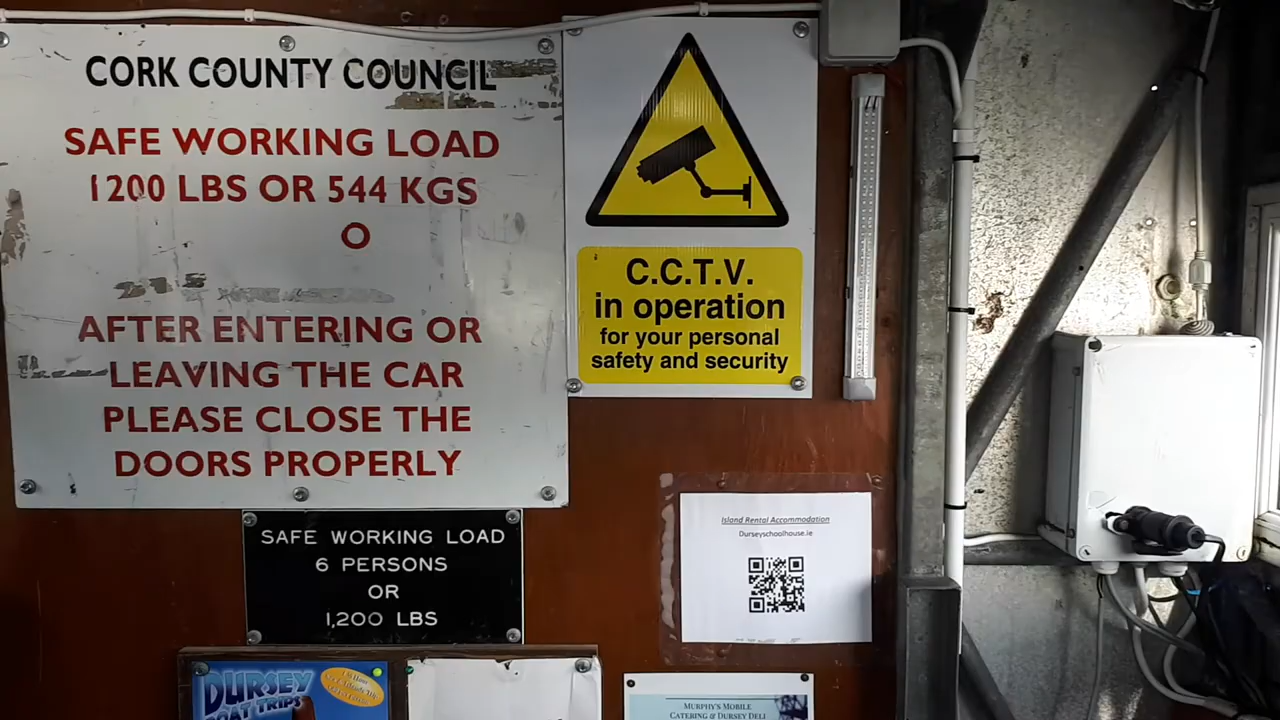 CORK COUNTY COUNCIL
SAFE WORKING LOAD
1200 LBS OR 544 KGS
O
AFTER ENTERING OR
LEAVING THE CAR
PLEASE CLOSE THE
DOORS PROPERLY
C.C.T.V.
in operation
for your personal
safety and security
SAFE WORKING LOAD
6 PERSONS
OR
1,200 LBS
Island Rental Accommodation
Durseyschoolhouse.ie
DURSEY
BOAT TRIPS
MURPHY'S MOBILE
CATERING & DURSEY DELI